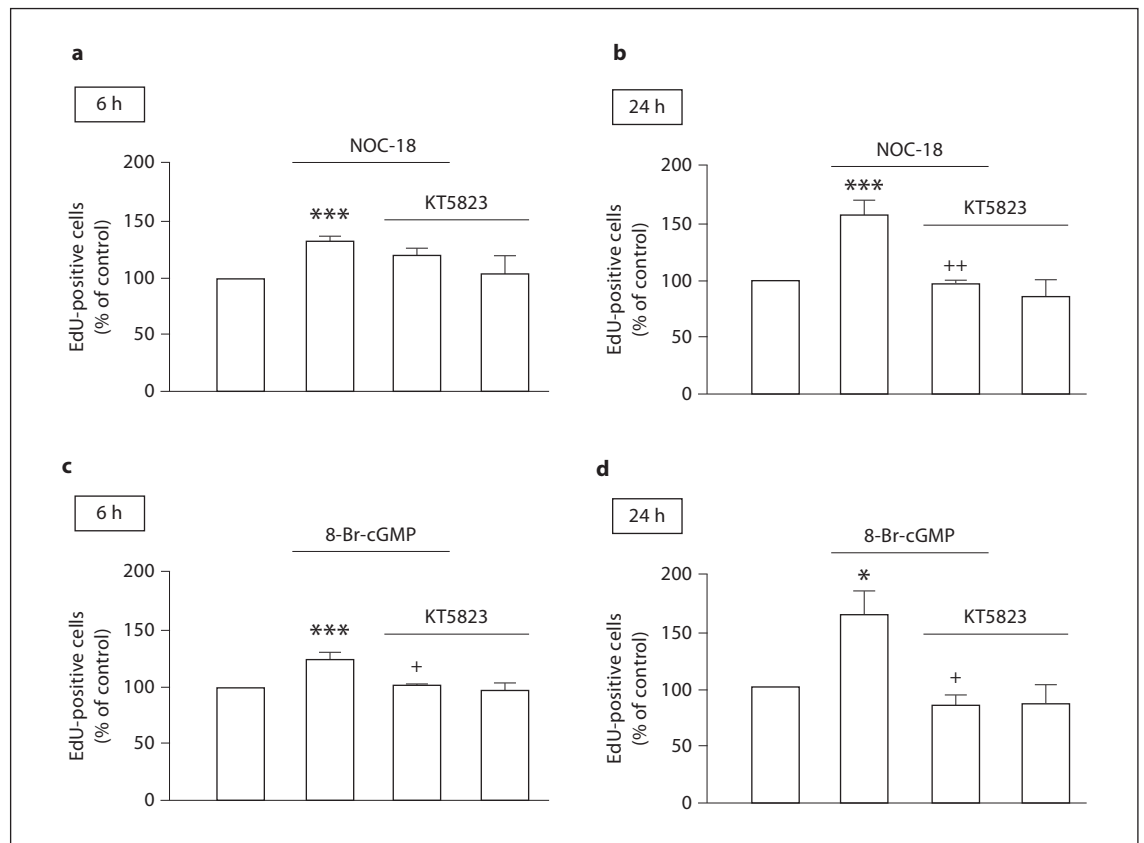 a
6 h
NOC-18
KT5823
***
200
150
100
50
0
EdU-positive cells
(% of control)
b
24 h
NOC-18
KT5823
***
++
200
150
100
50
0
EdU-positive cells
(% of control)
c
6 h
8-Br-cGMP
KT5823
***
+
200
150
100
50
0
EdU-positive cells
(% of control)
d
24 h
8-Br-cGMP
KT5823
*
+
200
150
100
50
0
EdU-positive cells
(% of control)